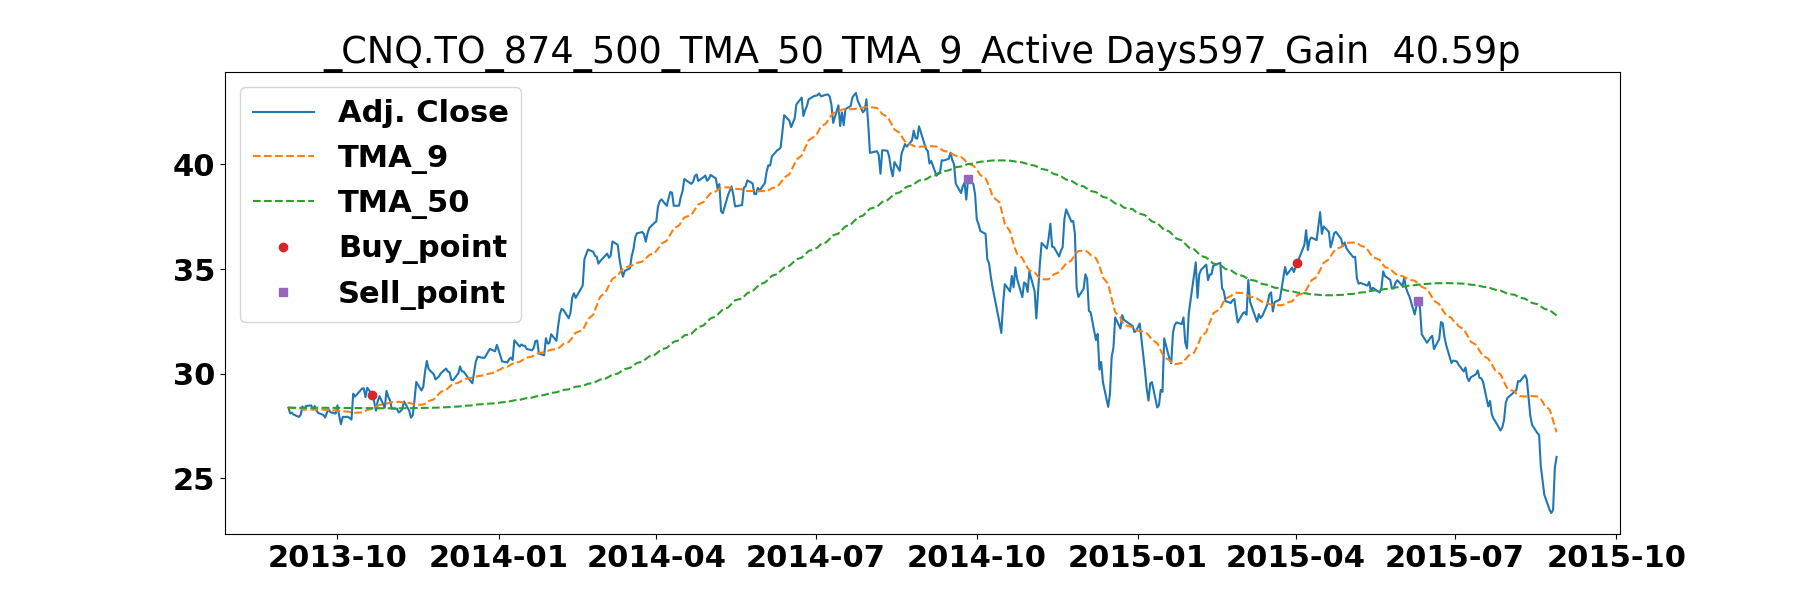 _CNQ.TO_874_500_TMA_50_TMA_9_Active Days597_Gain  40.59p
Adj. Close
TMA_9
TMA_50
Buy_point
Sell_point
40
35
30
25
2013-10 2014-01 2014-04 2014-07 2014-10 2015-01 2015-04 2015-07 2015-10